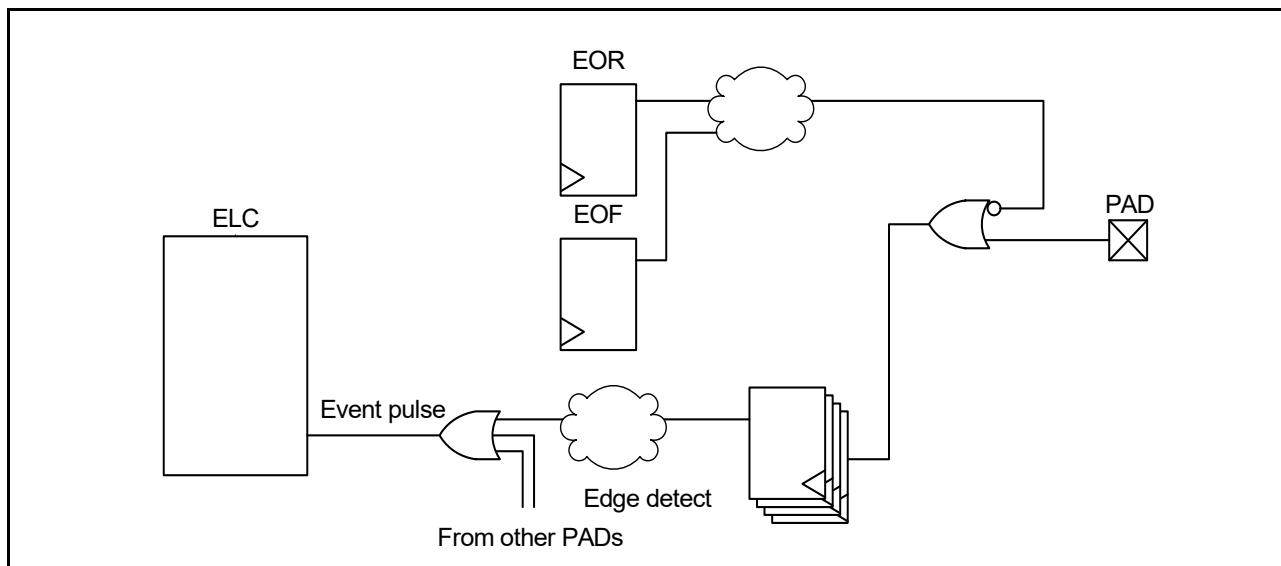 EOR
EOF
ELC
PAD
Event pulse
Edge detect
From other PADs